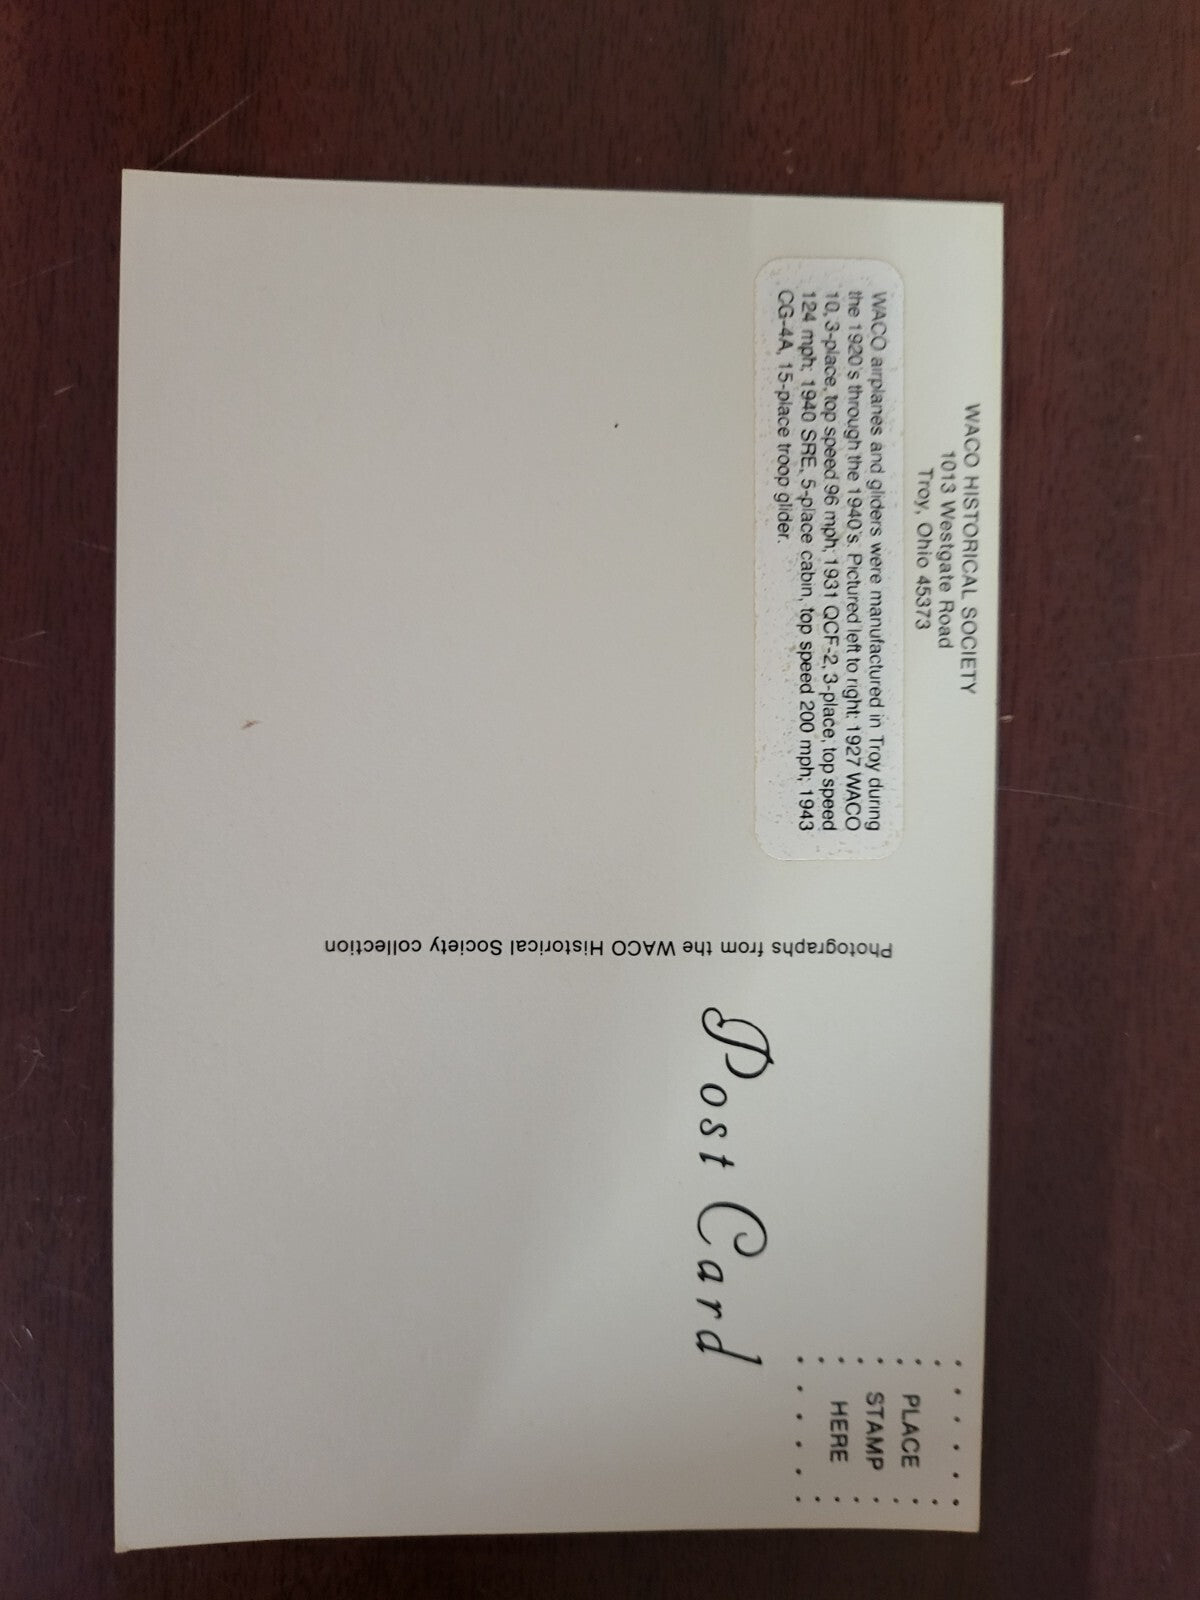 WACO HISTORICAL SOCIETY
1013 Westgate Road
Troy, Ohio 45373
WACO airplanes and gliders were manufactured in Troy during
the 1920's through the 1940's. Pictured left to right: 1927 WACO
10, 3-place, top speed 96 mph; 1931 QCF-2, 3-place, top speed
124 mph; 1940 SRE, 5-place cabin, top speed 200 mph; 1943
CG-4A, 15-place troop glider.
Photographs from the WACO Historical Society collection
Post Card
PLACE
STAMP
HERE